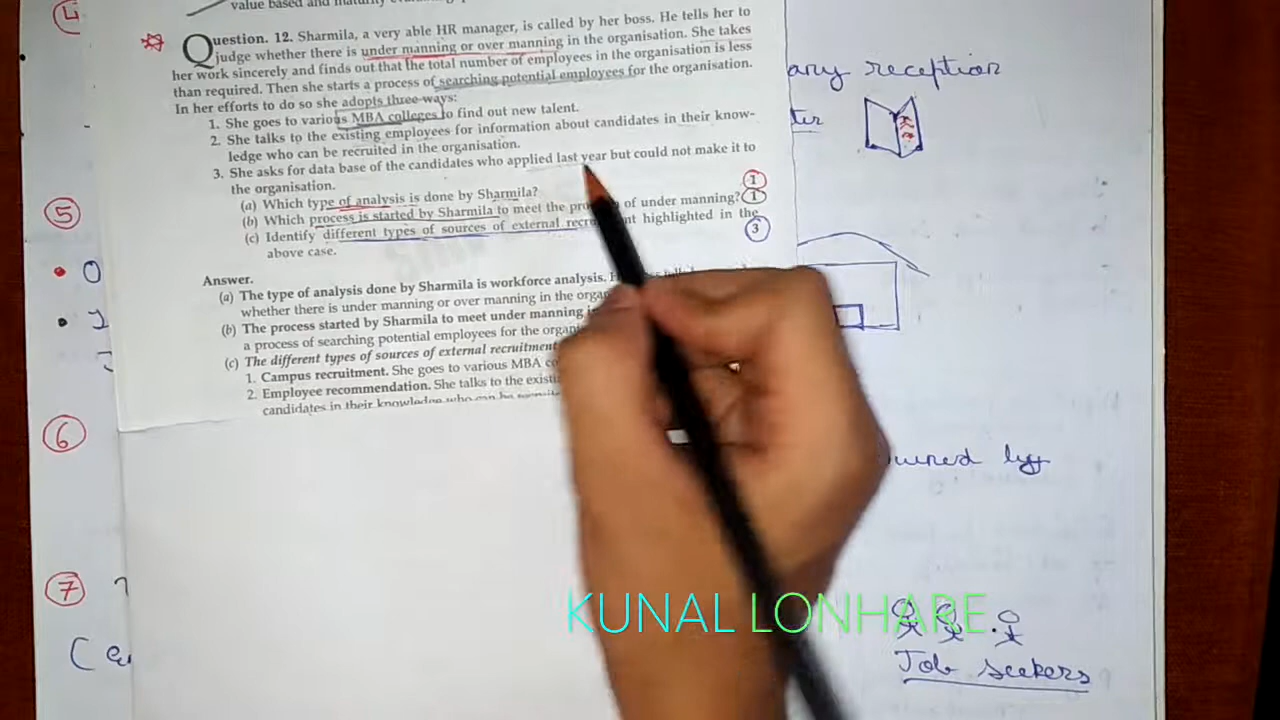 value based and
Question. 12. Sharmila, a very able HR manager, is called by her boss. He tells her to
judge whether there is under manning or over manning in the organisation. She takes
her work sincerely and finds out that the total number of employees in the organisation is less
than required. Then she starts a process of searching potential employees for the organisation.
In her efforts to do so she adopts three-ways:
1. She goes to various MBA colleges to find out new talent.
2. She talks to the existing employees for information about candidates in their know-
ledge who can be recruited in the organisation.
3. She asks for data base of the candidates who applied last year but could not make it to
the organisation.
(a) Which type of analysis is done by Sharmila? 1
(b) Which process is started by Sharmila to meet the of under manning? 1
(c) Identify different types of sources of external highlighted in the 3
above case.
Answer.
(a) The type of analysis done by Sharmila is workforce analysis.
whether there is under manning or over manning in the
(b) The process started by Sharmila to meet under manning
a process of searching potential employees for the
(c) The different types of sources of external recruitment
1. Campus recruitment. She goes to various MBA
2. Employee recommendation. She talks to the
candidates in their knowledge who can be
5
6
7
reception
by
Job seekers
KUNAL LONHARE